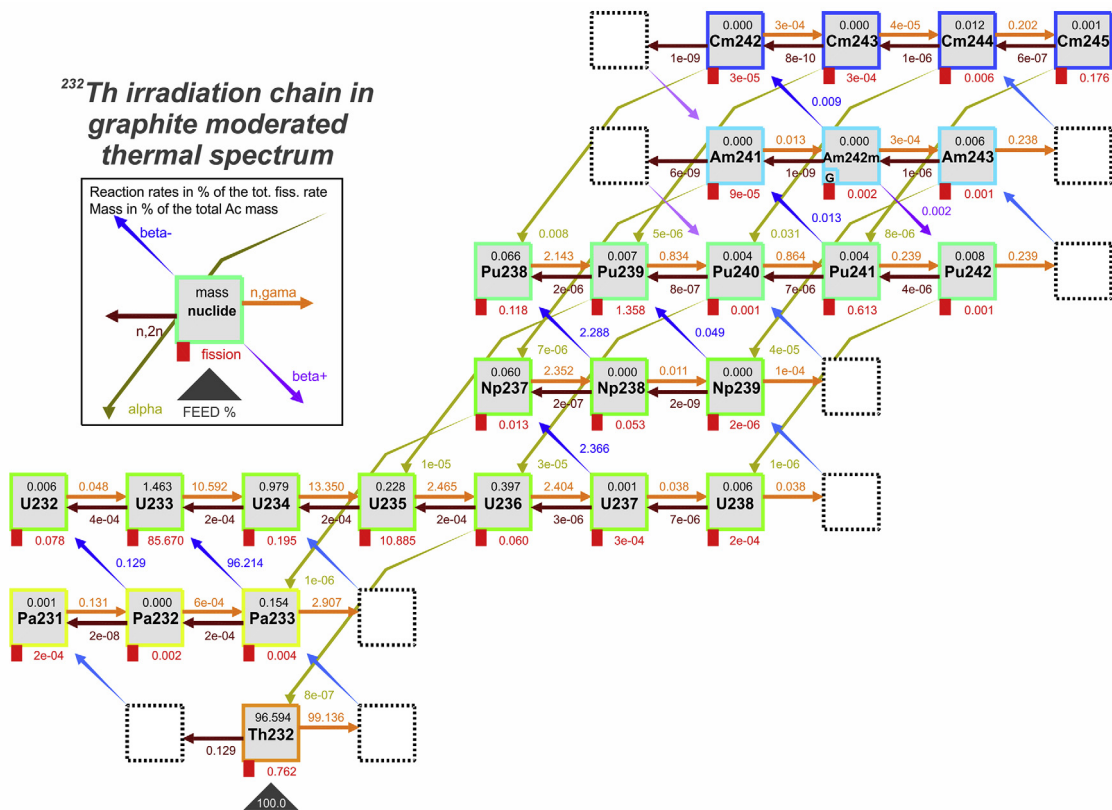 0.000 3e-04 0.000 4e-05 0.012 0.202 0.001
Cm242 Cm243 Cm244 Cm245
1e-09 8e-10 1e-06 6e-07
3e-05 3e-04 0.006 0.176
²³²Th irradiation chain in
graphite moderated
thermal spectrum
0.009
0.000 0.013 0.000 3e-04 0.006 0.238
Am241 Am242m Am243
6e-09 1e-09 1e-06
G
9e-05 0.002 0.001
Reaction rates in % of the tot. fiss. rate
Mass in % of the total Ac mass
beta-
mass
nuclide
n,gama
n,2n
fission
beta+
alpha
FEED %
0.013 0.002
0.008 5e-06 0.031 8e-06
0.066 2.143 0.007 0.834 0.004 0.864 0.004 0.239 0.008 0.239
Pu238 Pu239 Pu240 Pu241 Pu242
2e-06 8e-07 7e-06 4e-06
0.118 1.358 0.001 0.613 0.001
2.288 0.049
7e-06 4e-05
0.060 2.352 0.000 0.011 0.000 1e-04
Np237 Np238 Np239
2e-07 2e-09
0.013 0.053 2e-06
2.366
1e-05 3e-05 1e-06
0.006 0.048 1.463 10.592 0.979 13.350 0.228 2.465 0.397 2.404 0.001 0.038 0.006 0.038
U232 U233 U234 U235 U236 U237 U238
4e-04 2e-04 2e-04 2e-04 3e-06 7e-06
0.078 85.670 0.195 10.885 0.060 3e-04 2e-04
0.129 96.214
1e-06
0.001 0.131 0.000 6e-04 0.154 2.907
Pa231 Pa232 Pa233
2e-08 2e-04
2e-04 0.002 0.004
8e-07
96.594 99.136
Th232
0.129
0.762
100.0